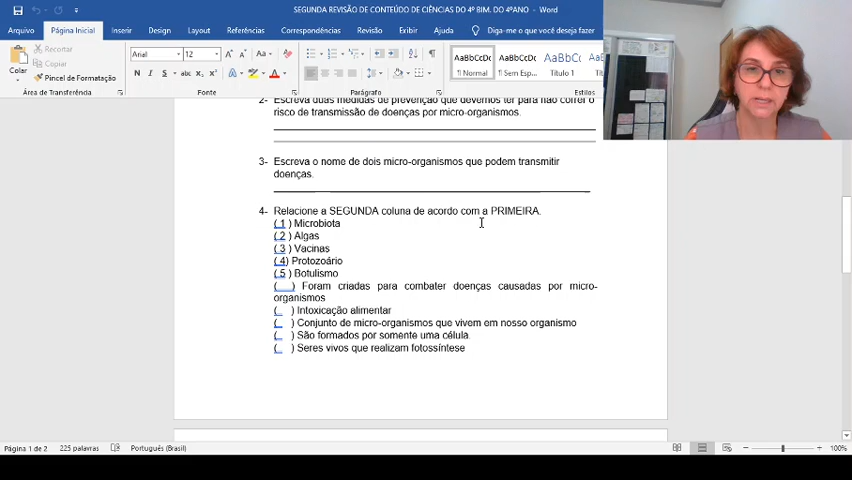 SEGUNDA REVISÃO DE CONTEÚDO DE CIÊNCIAS DO 4º BIM. DO 4ºANO - Word
Arquivo Página Inicial Inserir Design Layout Referências Correspondências Revisão Exibir Ajuda Diga-me o que você deseja fazer
Colar
Recortar
Copiar
Pincel de Formatação
Área de Transferência
Arial 12
N I S abc
Fonte
Parágrafo
AaBbCcDc AaBbCcDc AaBbCc AaBbC
¶ Normal ¶ Sem Esp... Título 1
Estilos
2- Escreva duas medidas de prevenção que devemos ter para não correr o
risco de transmissão de doenças por micro-organismos.
3- Escreva o nome de dois micro-organismos que podem transmitir
doenças.
4- Relacione a SEGUNDA coluna de acordo com a PRIMEIRA.
( 1 ) Microbiota
( 2 ) Algas
( 3 ) Vacinas
( 4) Protozoário
( 5 ) Botulismo
( ) Foram criadas para combater doenças causadas por micro-
organismos
( ) Intoxicação alimentar
( ) Conjunto de micro-organismos que vivem em nosso organismo
( ) São formados por somente uma célula.
( ) Seres vivos que realizam fotossíntese
Página 1 de 2 225 palavras Português (Brasil) 100%